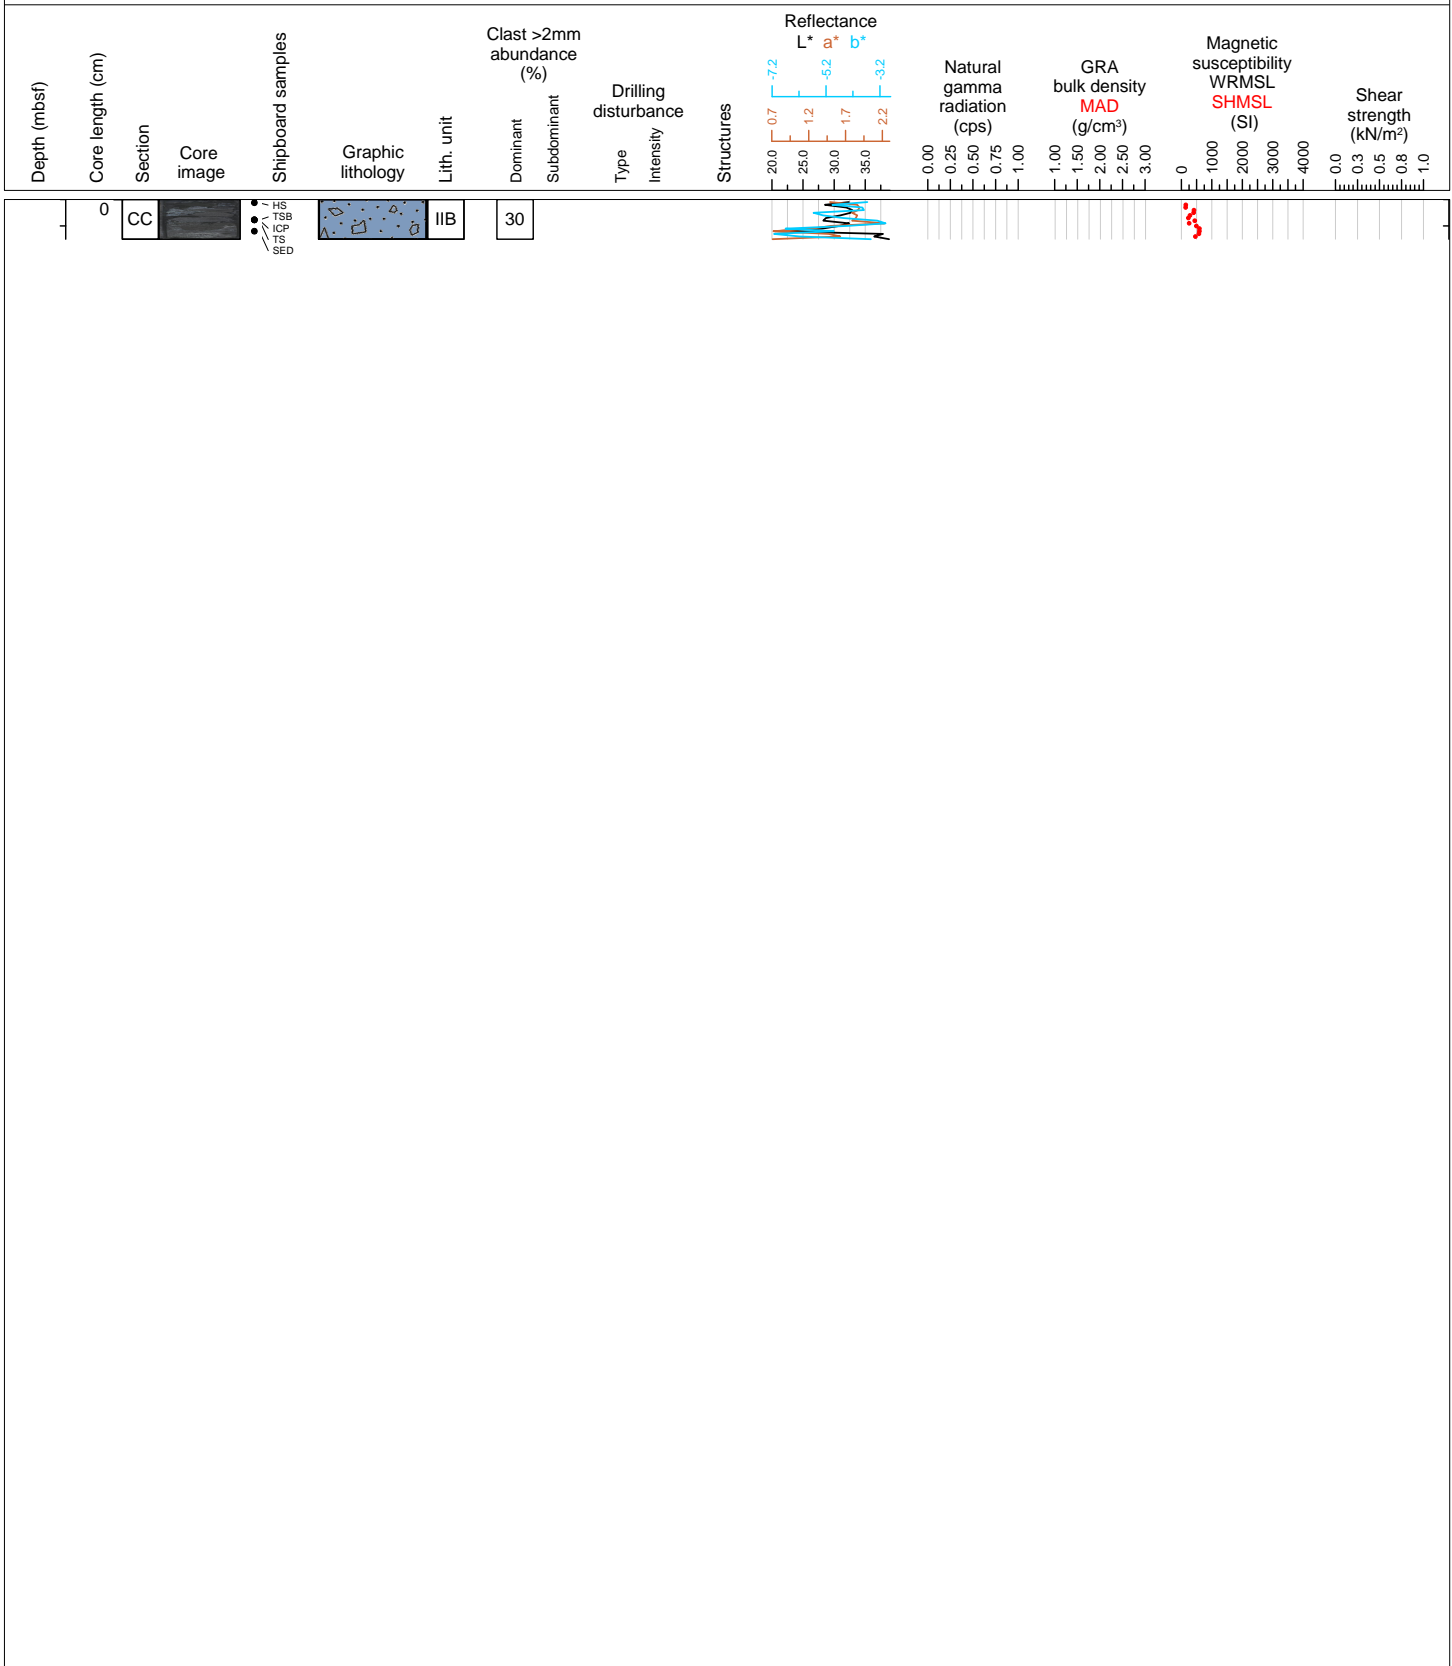 Depth (mbsf)
Core length (cm)
Section
Core
image
Shipboard samples
Graphic
lithology
Lith. unit
Clast >2mm
abundance
(%)
Dominant
Subdominant
Drilling
disturbance
Type
Intensity
Structures
Reflectance
L* a* b*
-7.2 -5.2 -3.2
0.7 1.2 1.7 2.2
20.0 25.0 30.0 35.0
Natural
gamma
radiation
(cps)
0.00 0.25 0.50 0.75 1.00
GRA
bulk density
MAD
(g/cm³)
1.00 1.50 2.00 2.50 3.00
Magnetic
susceptibility
WRMSL
SHMSL
(SI)
0 1000 2000 3000 4000
Shear
strength
(kN/m²)
0.0 0.3 0.5 0.8 1.0
0
CC
HS
TSB
ICP
TS
SED
IIB
30